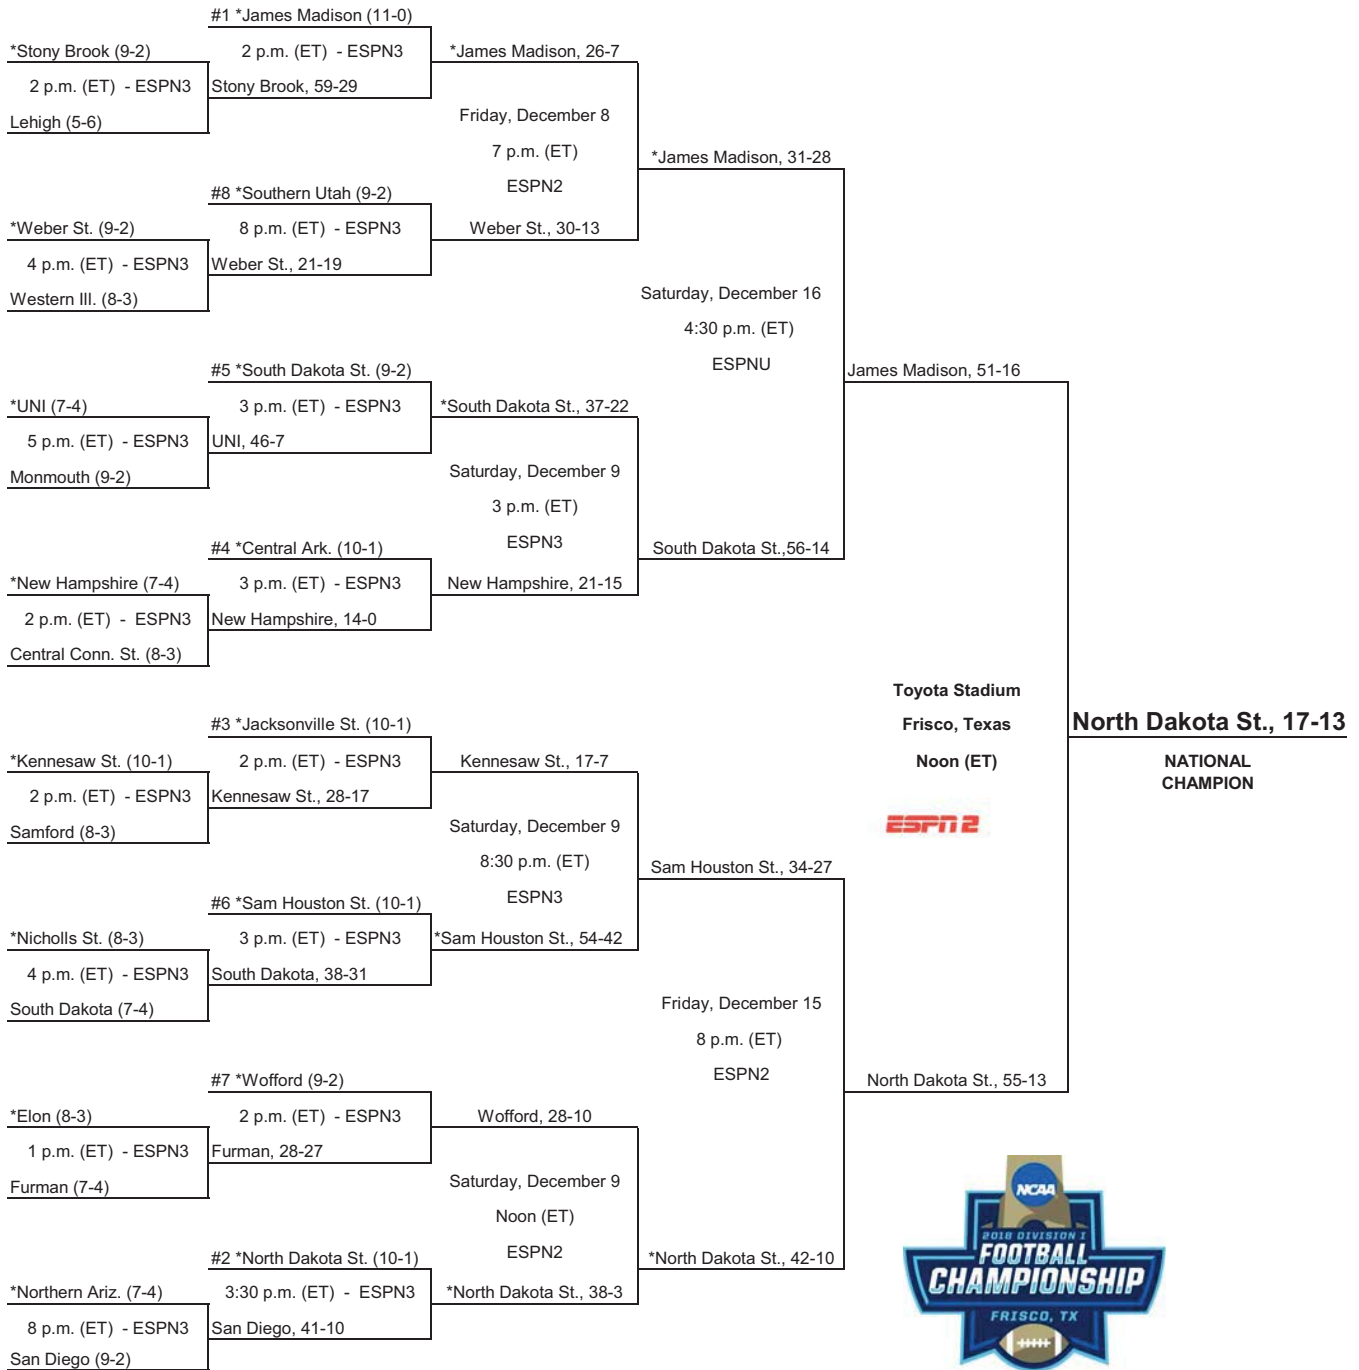 #1 *James Madison (11-0)
*Stony Brook (9-2)
2 p.m. (ET) - ESPN3
*James Madison, 26-7
2 p.m. (ET) - ESPN3
Stony Brook, 59-29
Lehigh (5-6)
Friday, December 8
7 p.m. (ET)
ESPN2
*James Madison, 31-28
#8 *Southern Utah (9-2)
*Weber St. (9-2)
8 p.m. (ET) - ESPN3
Weber St., 30-13
4 p.m. (ET) - ESPN3
Weber St., 21-19
Western Ill. (8-3)
Saturday, December 16
4:30 p.m. (ET)
ESPNU
James Madison, 51-16
#5 *South Dakota St. (9-2)
*UNI (7-4)
3 p.m. (ET) - ESPN3
*South Dakota St., 37-22
5 p.m. (ET) - ESPN3
UNI, 46-7
Monmouth (9-2)
Saturday, December 9
3 p.m. (ET)
ESPN3
South Dakota St.,56-14
#4 *Central Ark. (10-1)
*New Hampshire (7-4)
3 p.m. (ET) - ESPN3
New Hampshire, 21-15
2 p.m. (ET) - ESPN3
New Hampshire, 14-0
Central Conn. St. (8-3)
Toyota Stadium
Frisco, Texas
Noon (ET)
ESPN2
North Dakota St., 17-13
NATIONAL
CHAMPION
#3 *Jacksonville St. (10-1)
*Kennesaw St. (10-1)
2 p.m. (ET) - ESPN3
Kennesaw St., 17-7
2 p.m. (ET) - ESPN3
Kennesaw St., 28-17
Samford (8-3)
Saturday, December 9
8:30 p.m. (ET)
ESPN3
Sam Houston St., 34-27
#6 *Sam Houston St. (10-1)
*Nicholls St. (8-3)
3 p.m. (ET) - ESPN3
*Sam Houston St., 54-42
4 p.m. (ET) - ESPN3
South Dakota, 38-31
South Dakota (7-4)
Friday, December 15
8 p.m. (ET)
ESPN2
North Dakota St., 55-13
#7 *Wofford (9-2)
*Elon (8-3)
2 p.m. (ET) - ESPN3
Wofford, 28-10
1 p.m. (ET) - ESPN3
Furman, 28-27
Furman (7-4)
Saturday, December 9
Noon (ET)
ESPN2
*North Dakota St., 42-10
#2 *North Dakota St. (10-1)
*Northern Ariz. (7-4)
3:30 p.m. (ET) - ESPN3
*North Dakota St., 38-3
8 p.m. (ET) - ESPN3
San Diego, 41-10
San Diego (9-2)
NCAA
2018 DIVISION I
FOOTBALL
CHAMPIONSHIP
FRISCO, TX